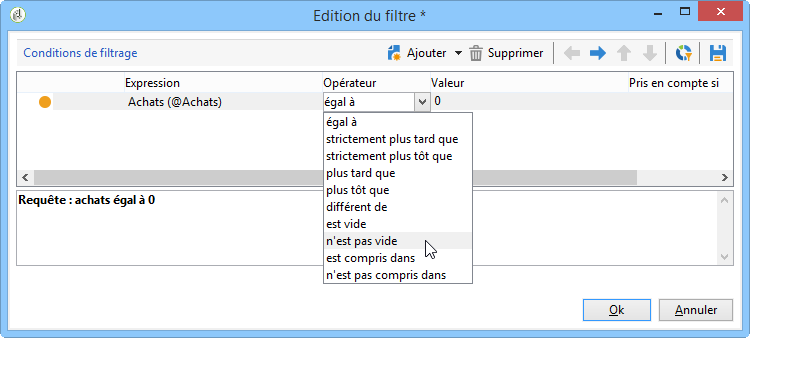 Edition du filtre *
Conditions de filtrage Ajouter Supprimer
Expression Opérateur Valeur Pris en compte si
Achats (@Achats) égal à 0
égal à
strictement plus tard que
strictement plus tôt que
plus tard que
plus tôt que
différent de
est vide
n'est pas vide
est compris dans
n'est pas compris dans
Requête : achats égal à 0
Ok Annuler